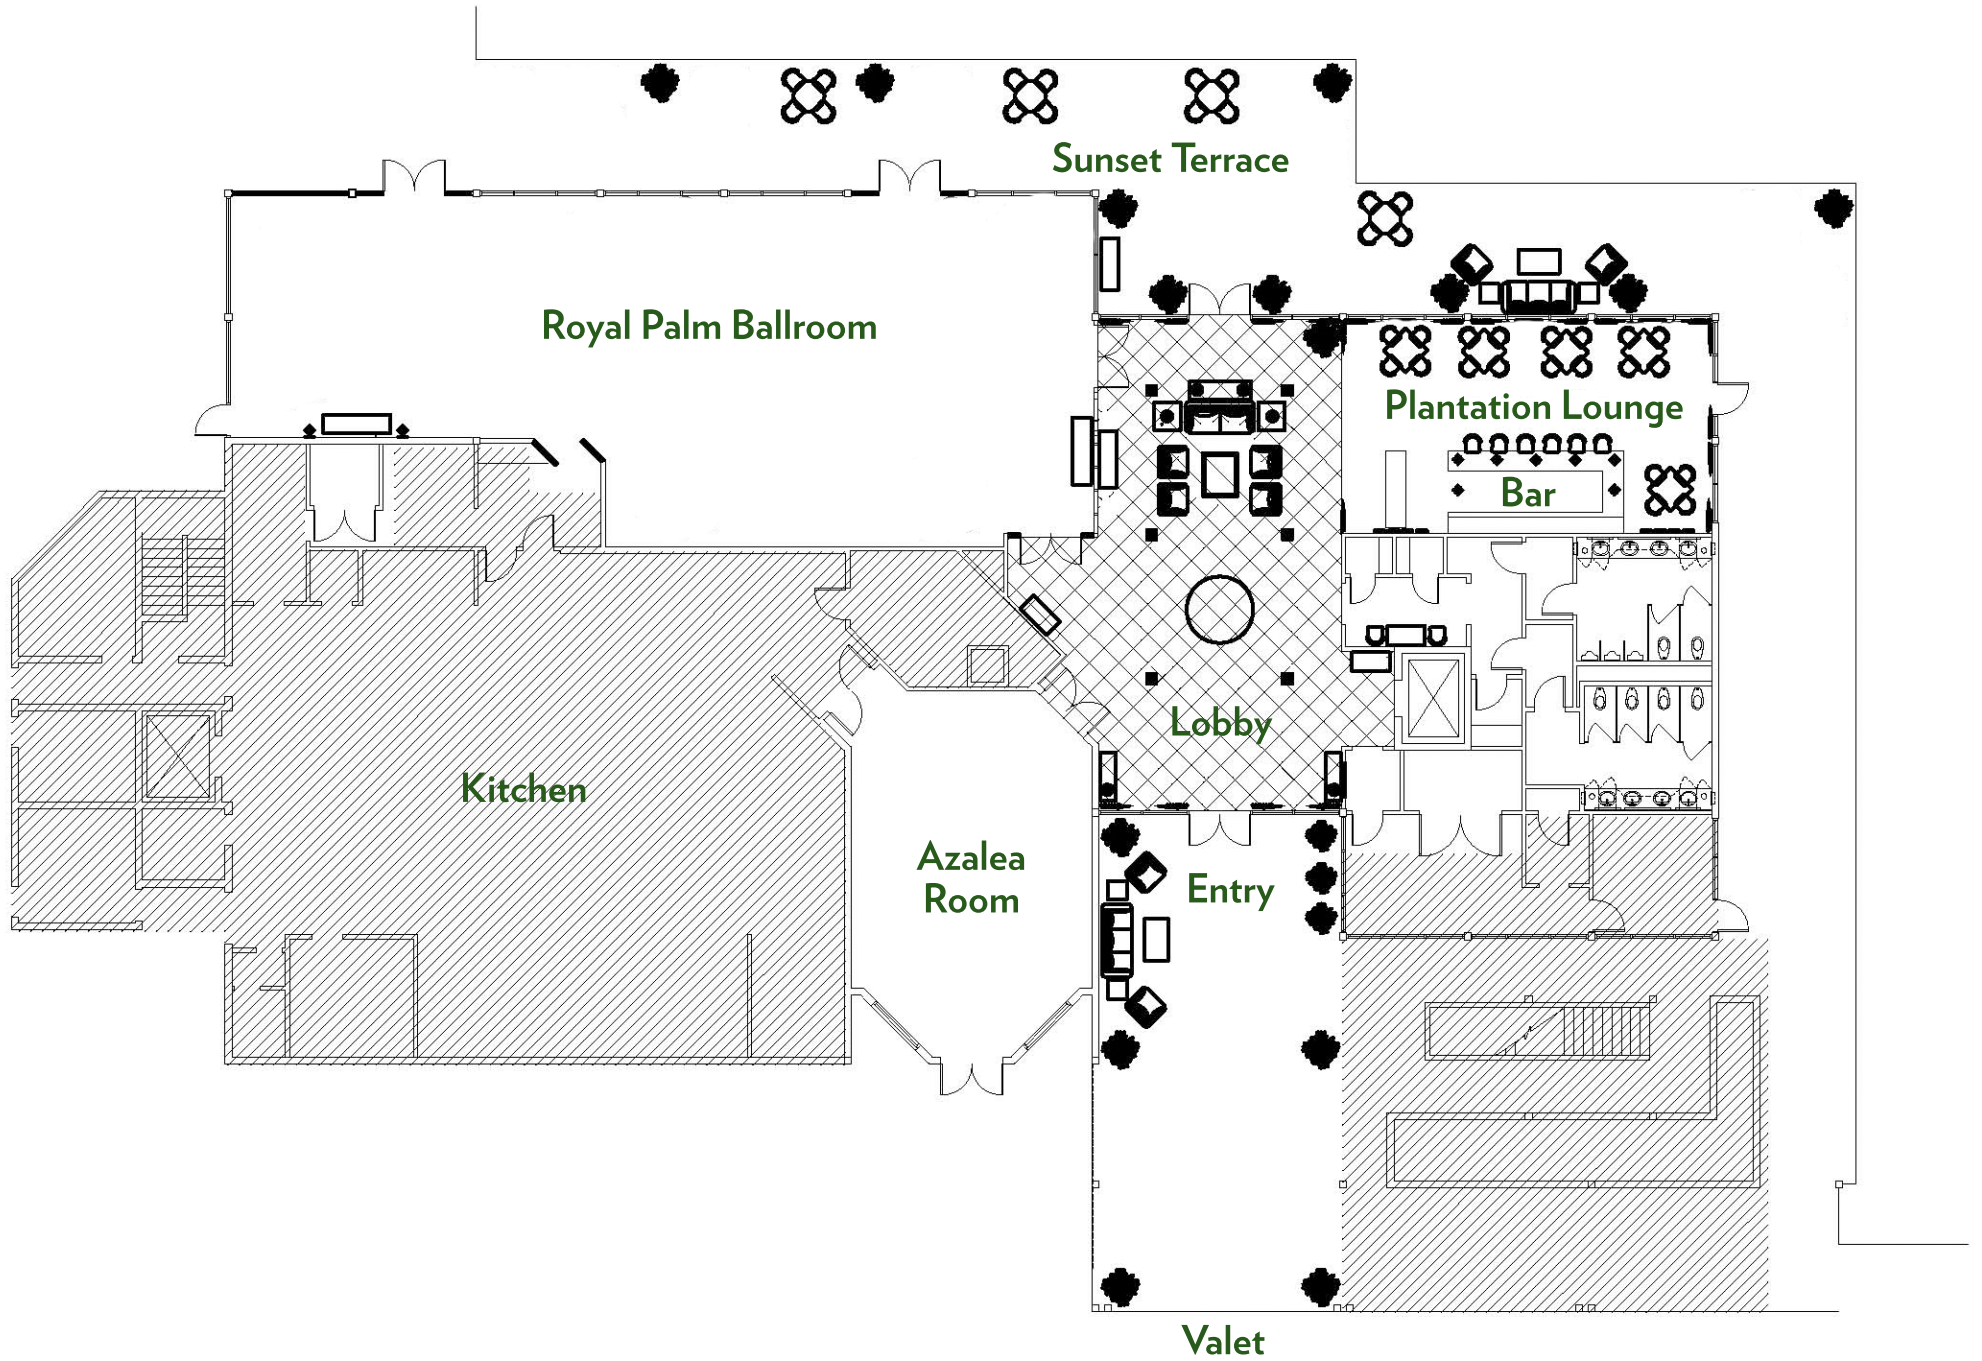 Sunset Terrace
Royal Palm Ballroom
Plantation Lounge
Bar
Lobby
Kitchen
Azalea
Room
Entry
Valet